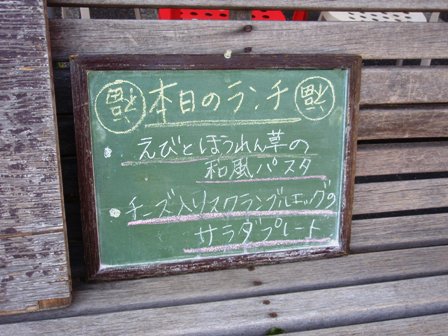 福 本日のランチ 福
・えびとほうれん草の
和風パスタ
・チーズ入りスクランブルエッグの
サラダプレート